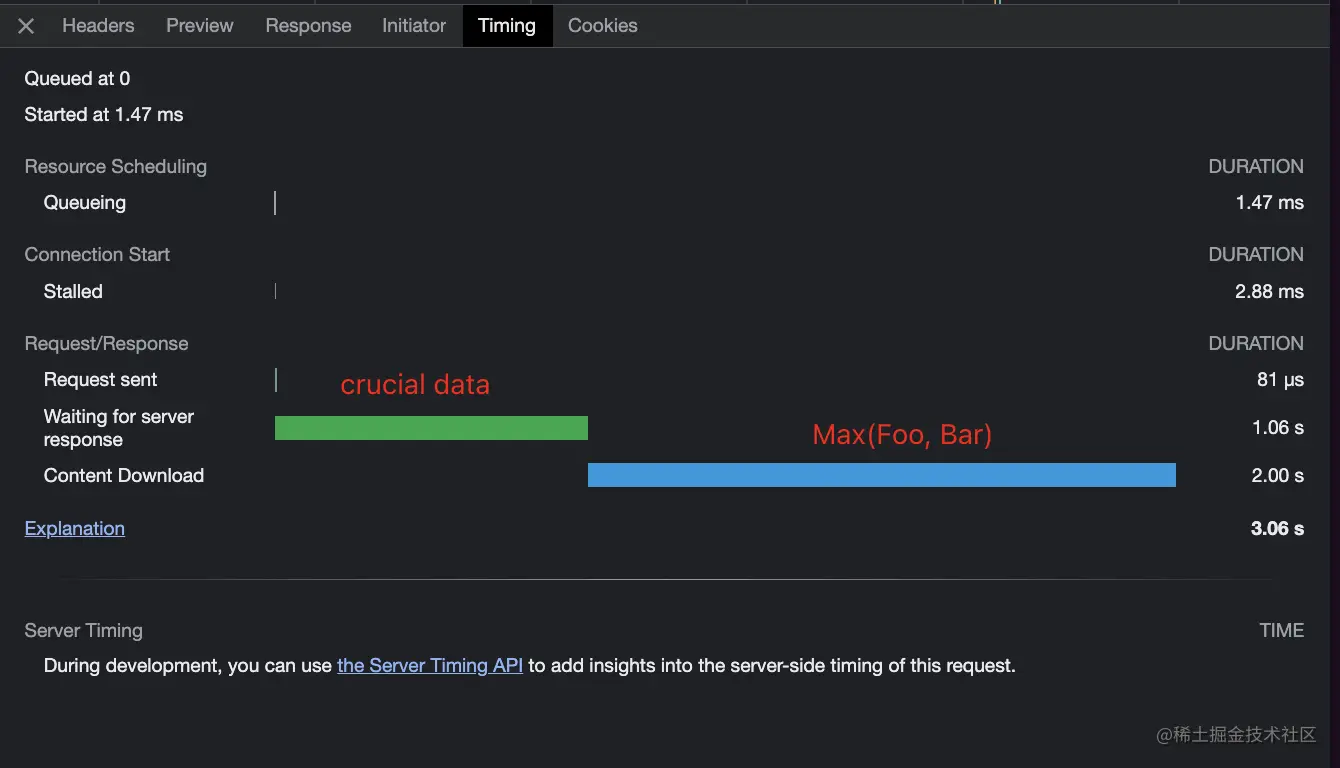 Headers Preview Response Initiator Timing Cookies
Queued at 0
Started at 1.47 ms
Resource Scheduling DURATION
Queueing 1.47 ms
Connection Start DURATION
Stalled 2.88 ms
Request/Response DURATION
Request sent 81 μs
crucial data
Waiting for server
response 1.06 s
Max(Foo, Bar)
Content Download 2.00 s
Explanation 3.06 s
Server Timing TIME
During development, you can use the Server Timing API to add insights into the server-side timing of this request.
@稀土掘金技术社区